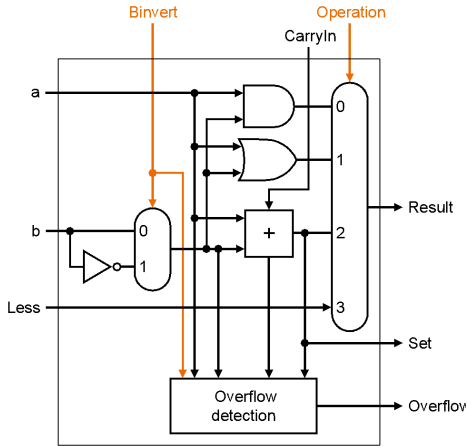 Binvert
Operation
CarryIn
a
0
1
b
0
+
2
Result
1
Less
3
Set
Overflow
detection
Overflow